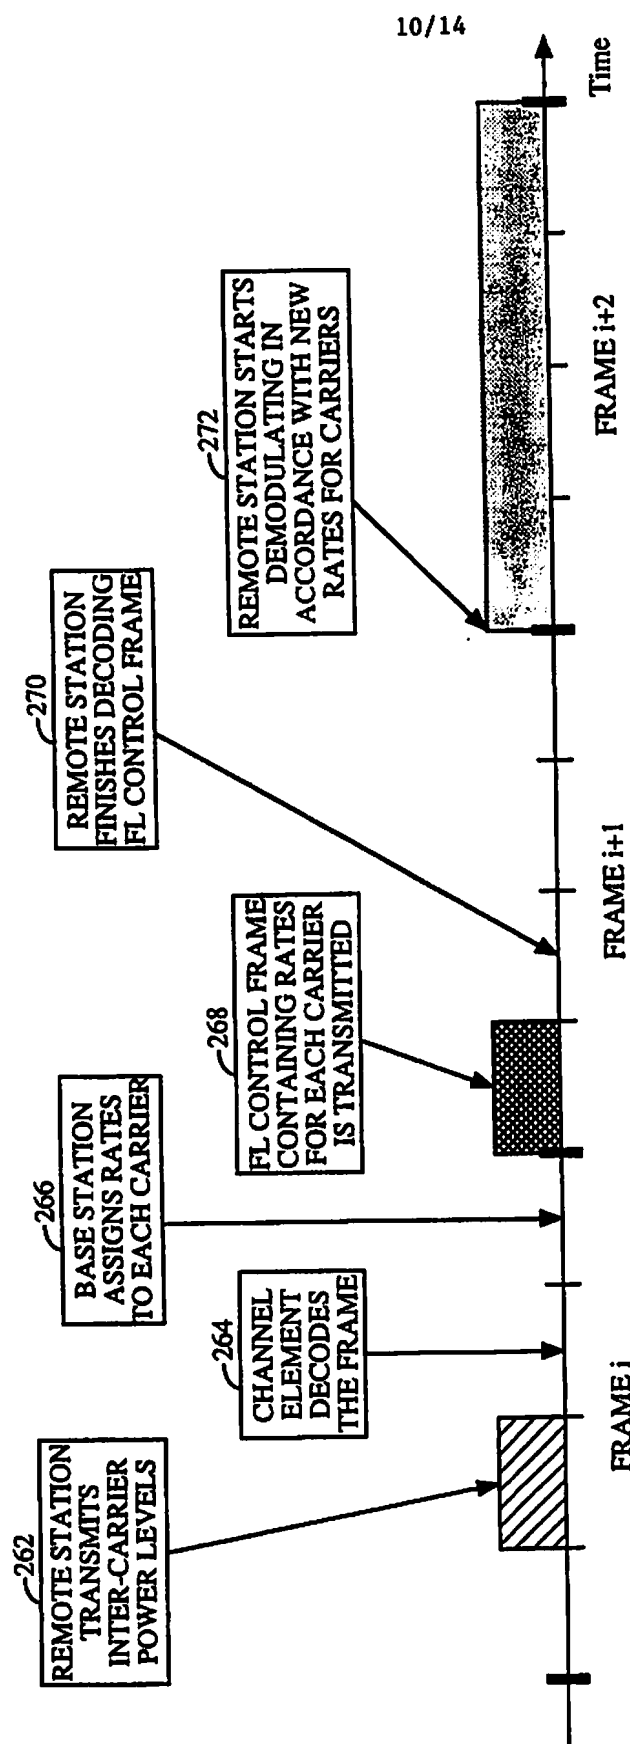 10/14
262
REMOTE STATION
TRANSMITS
INTER-CARRIER
POWER LEVELS
264
CHANNEL
ELEMENT
DECODES
THE FRAME
266
BASE STATION
ASSIGNS RATES
TO EACH CARRIER
268
FL CONTROL FRAME
CONTAINING RATES
FOR EACH CARRIER
IS TRANSMITTED
270
REMOTE STATION
FINISHES DECODING
FL CONTROL FRAME
272
REMOTE STATION STARTS
DEMODULATING IN
ACCORDANCE WITH NEW
RATES FOR CARRIERS
FRAME i
FRAME i+1
FRAME i+2
Time